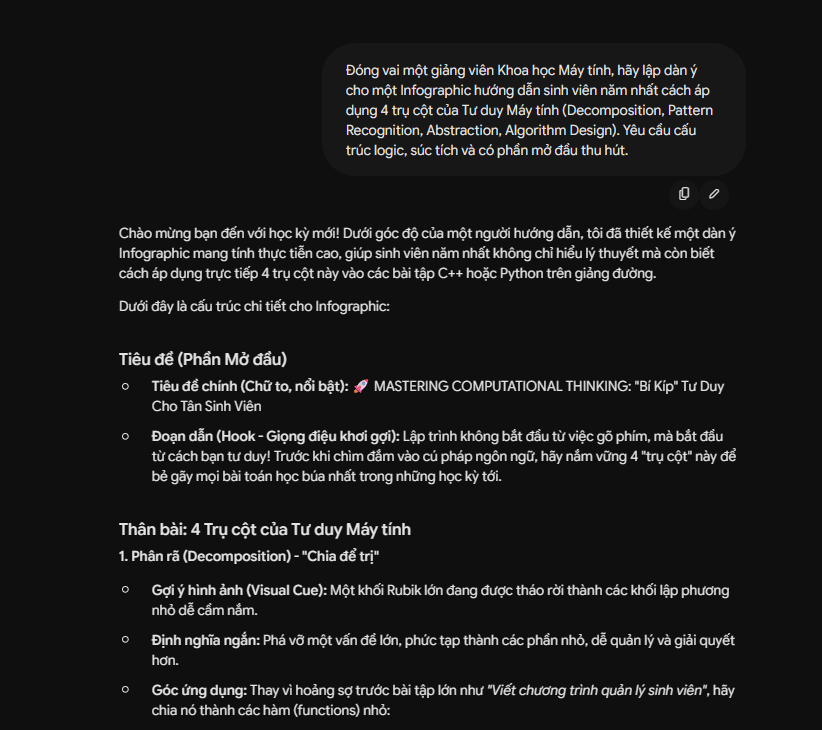 Đóng vai một giảng viên Khoa học Máy tính, hãy lập dàn ý
cho một Infographic hướng dẫn sinh viên năm nhất cách áp
dụng 4 trụ cột của Tư duy Máy tính (Decomposition, Pattern
Recognition, Abstraction, Algorithm Design). Yêu cầu cấu
trúc logic, súc tích và có phần mở đầu thu hút.
Chào mừng bạn đến với học kỳ mới! Dưới góc độ của một người hướng dẫn, tôi đã thiết kế một dàn ý
Infographic mang tính thực tiễn cao, giúp sinh viên năm nhất không chỉ hiểu lý thuyết mà còn biết
cách áp dụng trực tiếp 4 trụ cột này vào các bài tập C++ hoặc Python trên giảng đường.
Dưới đây là cấu trúc chi tiết cho Infographic:
Tiêu đề (Phần Mở đầu)
Tiêu đề chính (Chữ to, nổi bật): 🚀 MASTERING COMPUTATIONAL THINKING: "Bí Kíp" Tư Duy
Cho Tân Sinh Viên
Đoạn dẫn (Hook - Giọng điệu khơi gợi): Lập trình không bắt đầu từ việc gõ phím, mà bắt đầu
từ cách bạn tư duy! Trước khi chìm đắm vào cú pháp ngôn ngữ, hãy nắm vững 4 "trụ cột" này để
bẻ gãy mọi bài toán học búa nhất trong những học kỳ tới.
Thân bài: 4 Trụ cột của Tư duy Máy tính
1. Phân rã (Decomposition) - "Chia để trị"
Gợi ý hình ảnh (Visual Cue): Một khối Rubik lớn đang được tháo rời thành các khối lập phương
nhỏ dễ cầm nắm.
Định nghĩa ngắn: Phá vỡ một vấn đề lớn, phức tạp thành các phần nhỏ, dễ quản lý và giải quyết
hơn.
Góc ứng dụng: Thay vì hoảng sợ trước bài tập lớn như "Viết chương trình quản lý sinh viên", hãy
chia nó thành các hàm (functions) nhỏ: